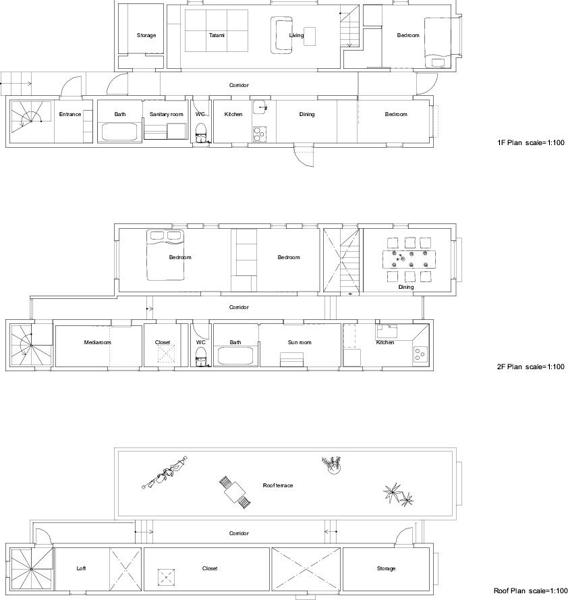 Storage
Tatami
Living
Bedroom
Corridor
Entrance
Bath
Sanitary room
WC
Kitchen
Dining
Bedroom
1F Plan scale=1:100
Bedroom
Bedroom
Dining
Corridor
Mediaroom
Closet
WC
Bath
Sun room
Kitchen
2F Plan scale=1:100
Roof terrace
Corridor
Loft
Closet
Storage
Roof Plan scale=1:100